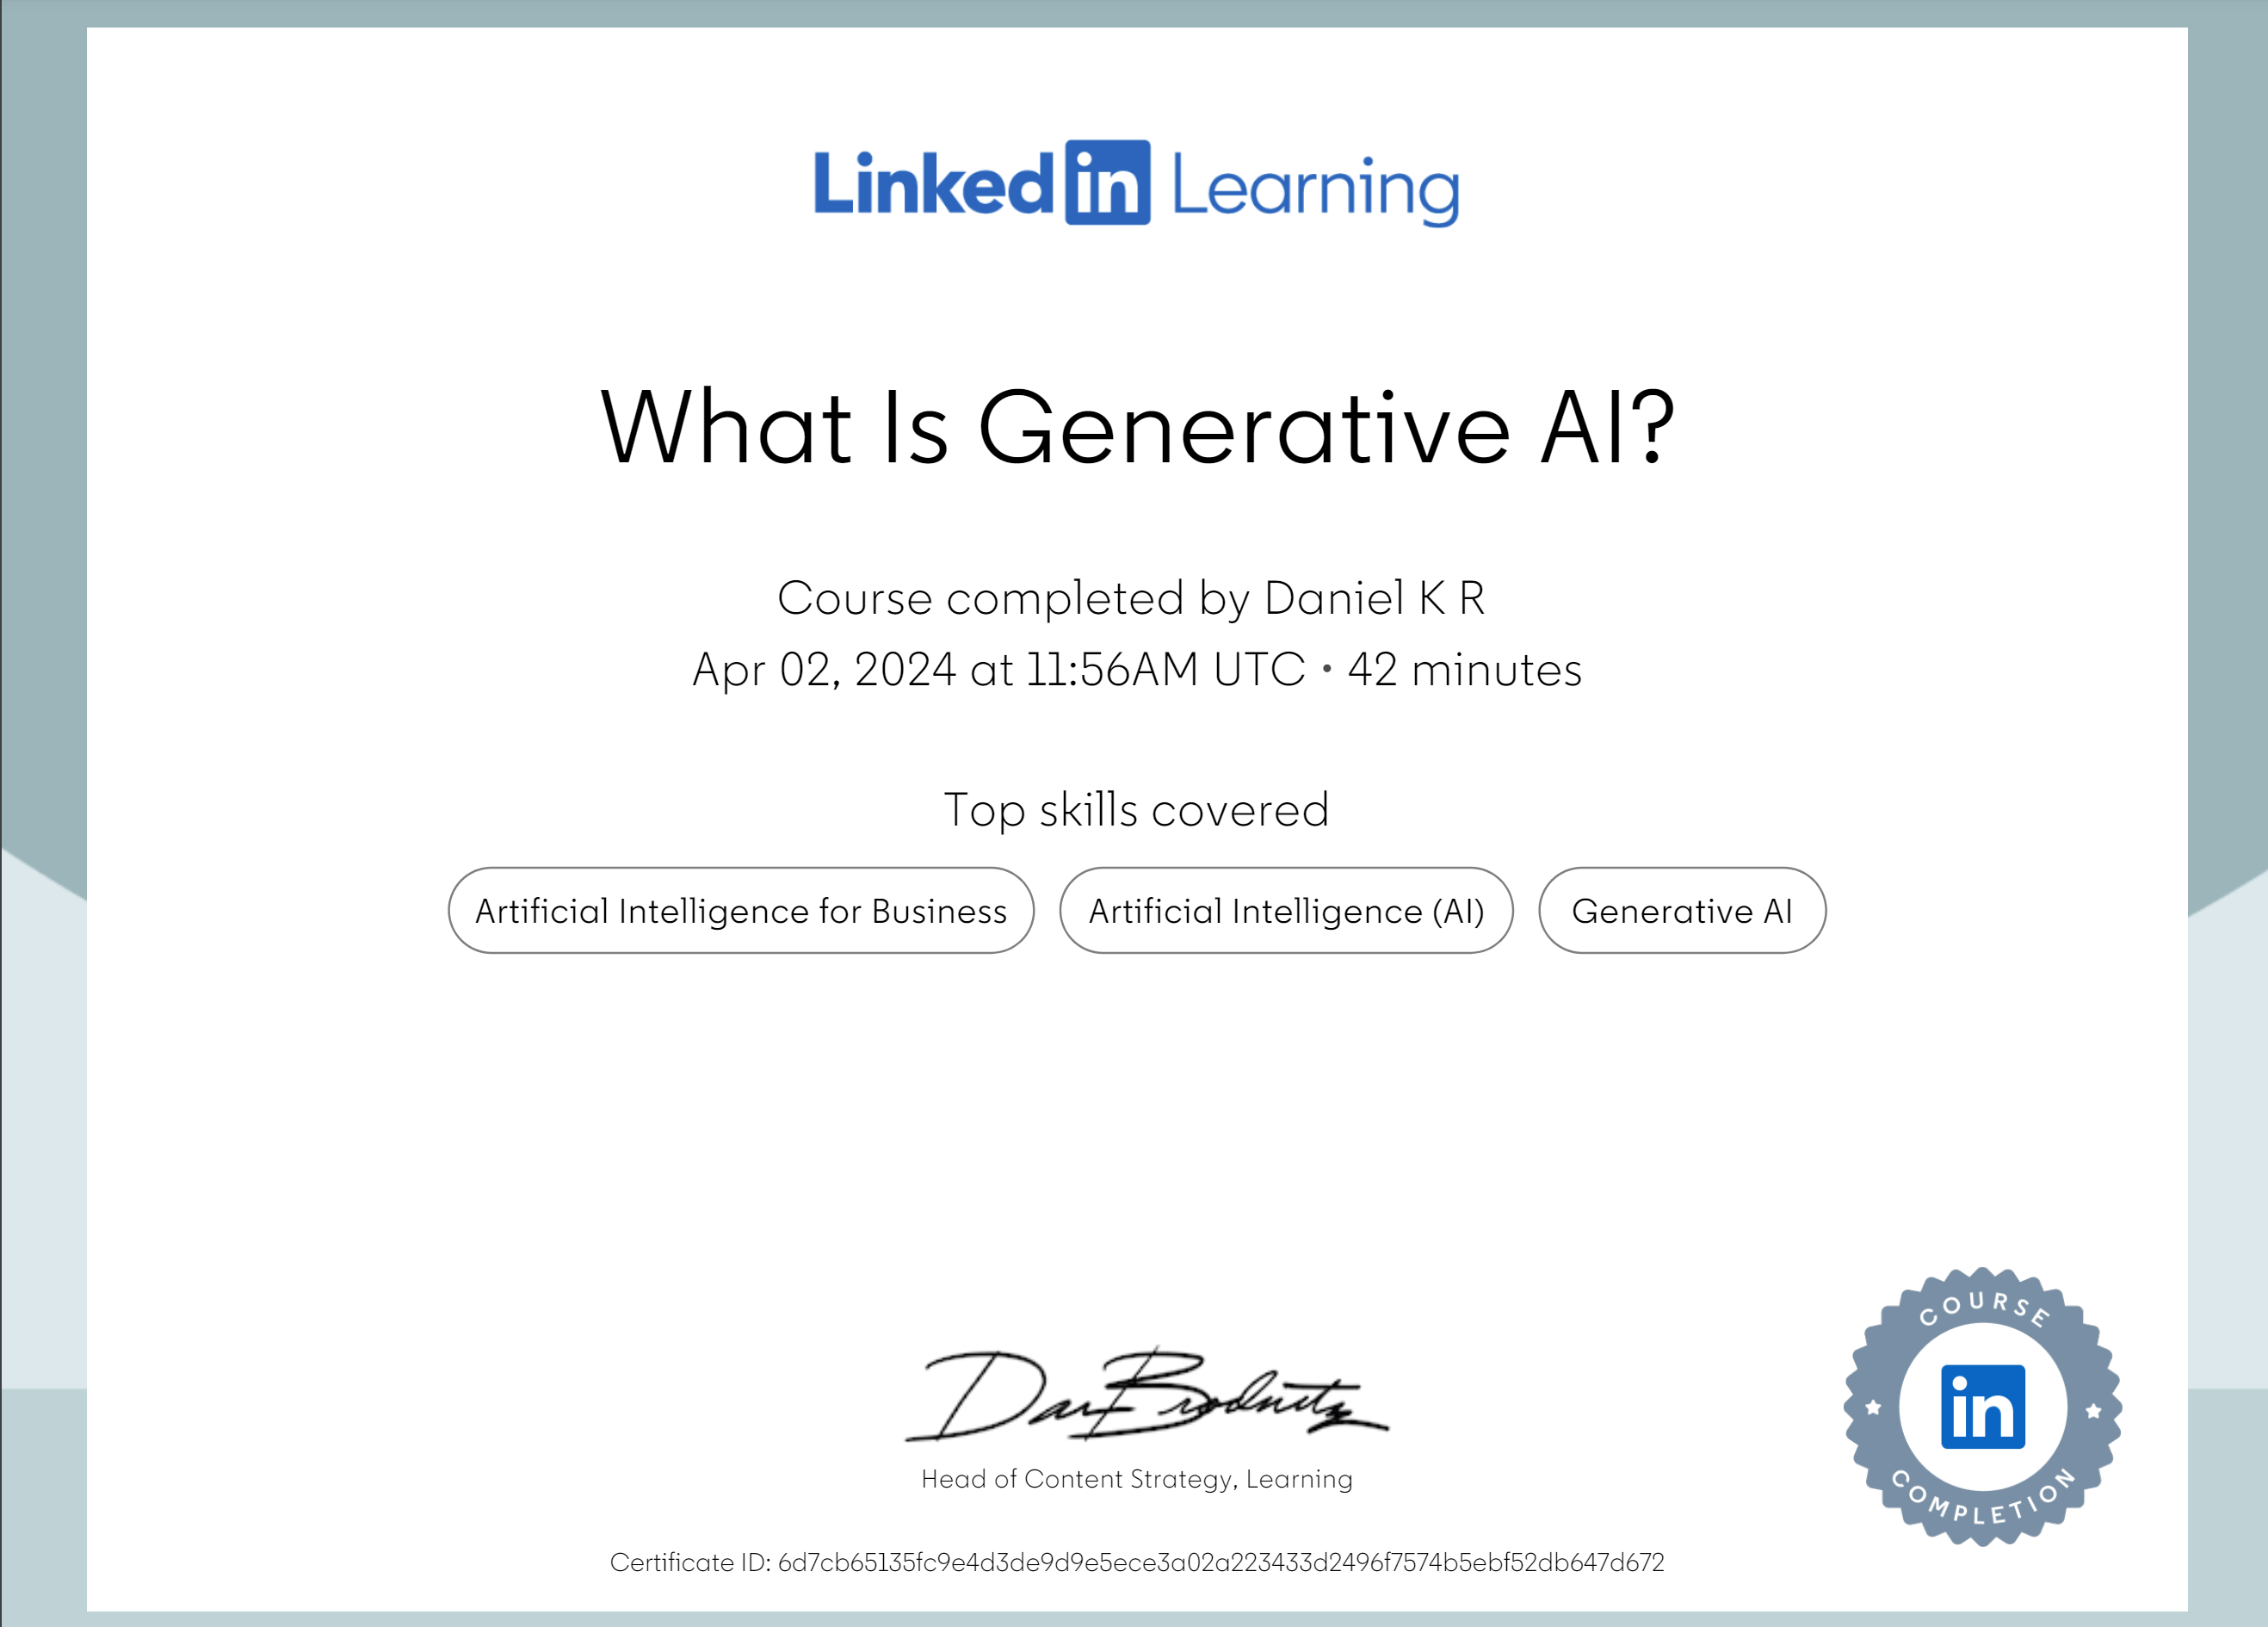 Linked in Learning
What Is Generative AI?
Course completed by Daniel K R
Apr 02, 2024 at 11:56AM UTC • 42 minutes
Top skills covered
Artificial Intelligence for Business
Artificial Intelligence (AI)
Generative AI
Dan Brodnitz
Head of Content Strategy, Learning
Certificate ID: 6d7cb65135fc9e4d3de9d9e5ece3a02a223433d2496f7574b5ebf52db647d672
COURSE
in
COMPLETION